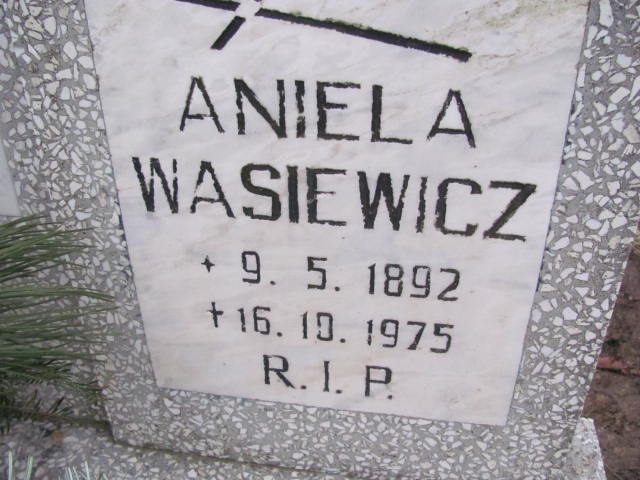 ANIELA
WASIEWICZ
* 9. 5. 1892
† 16. 10. 1975
R. I. P.